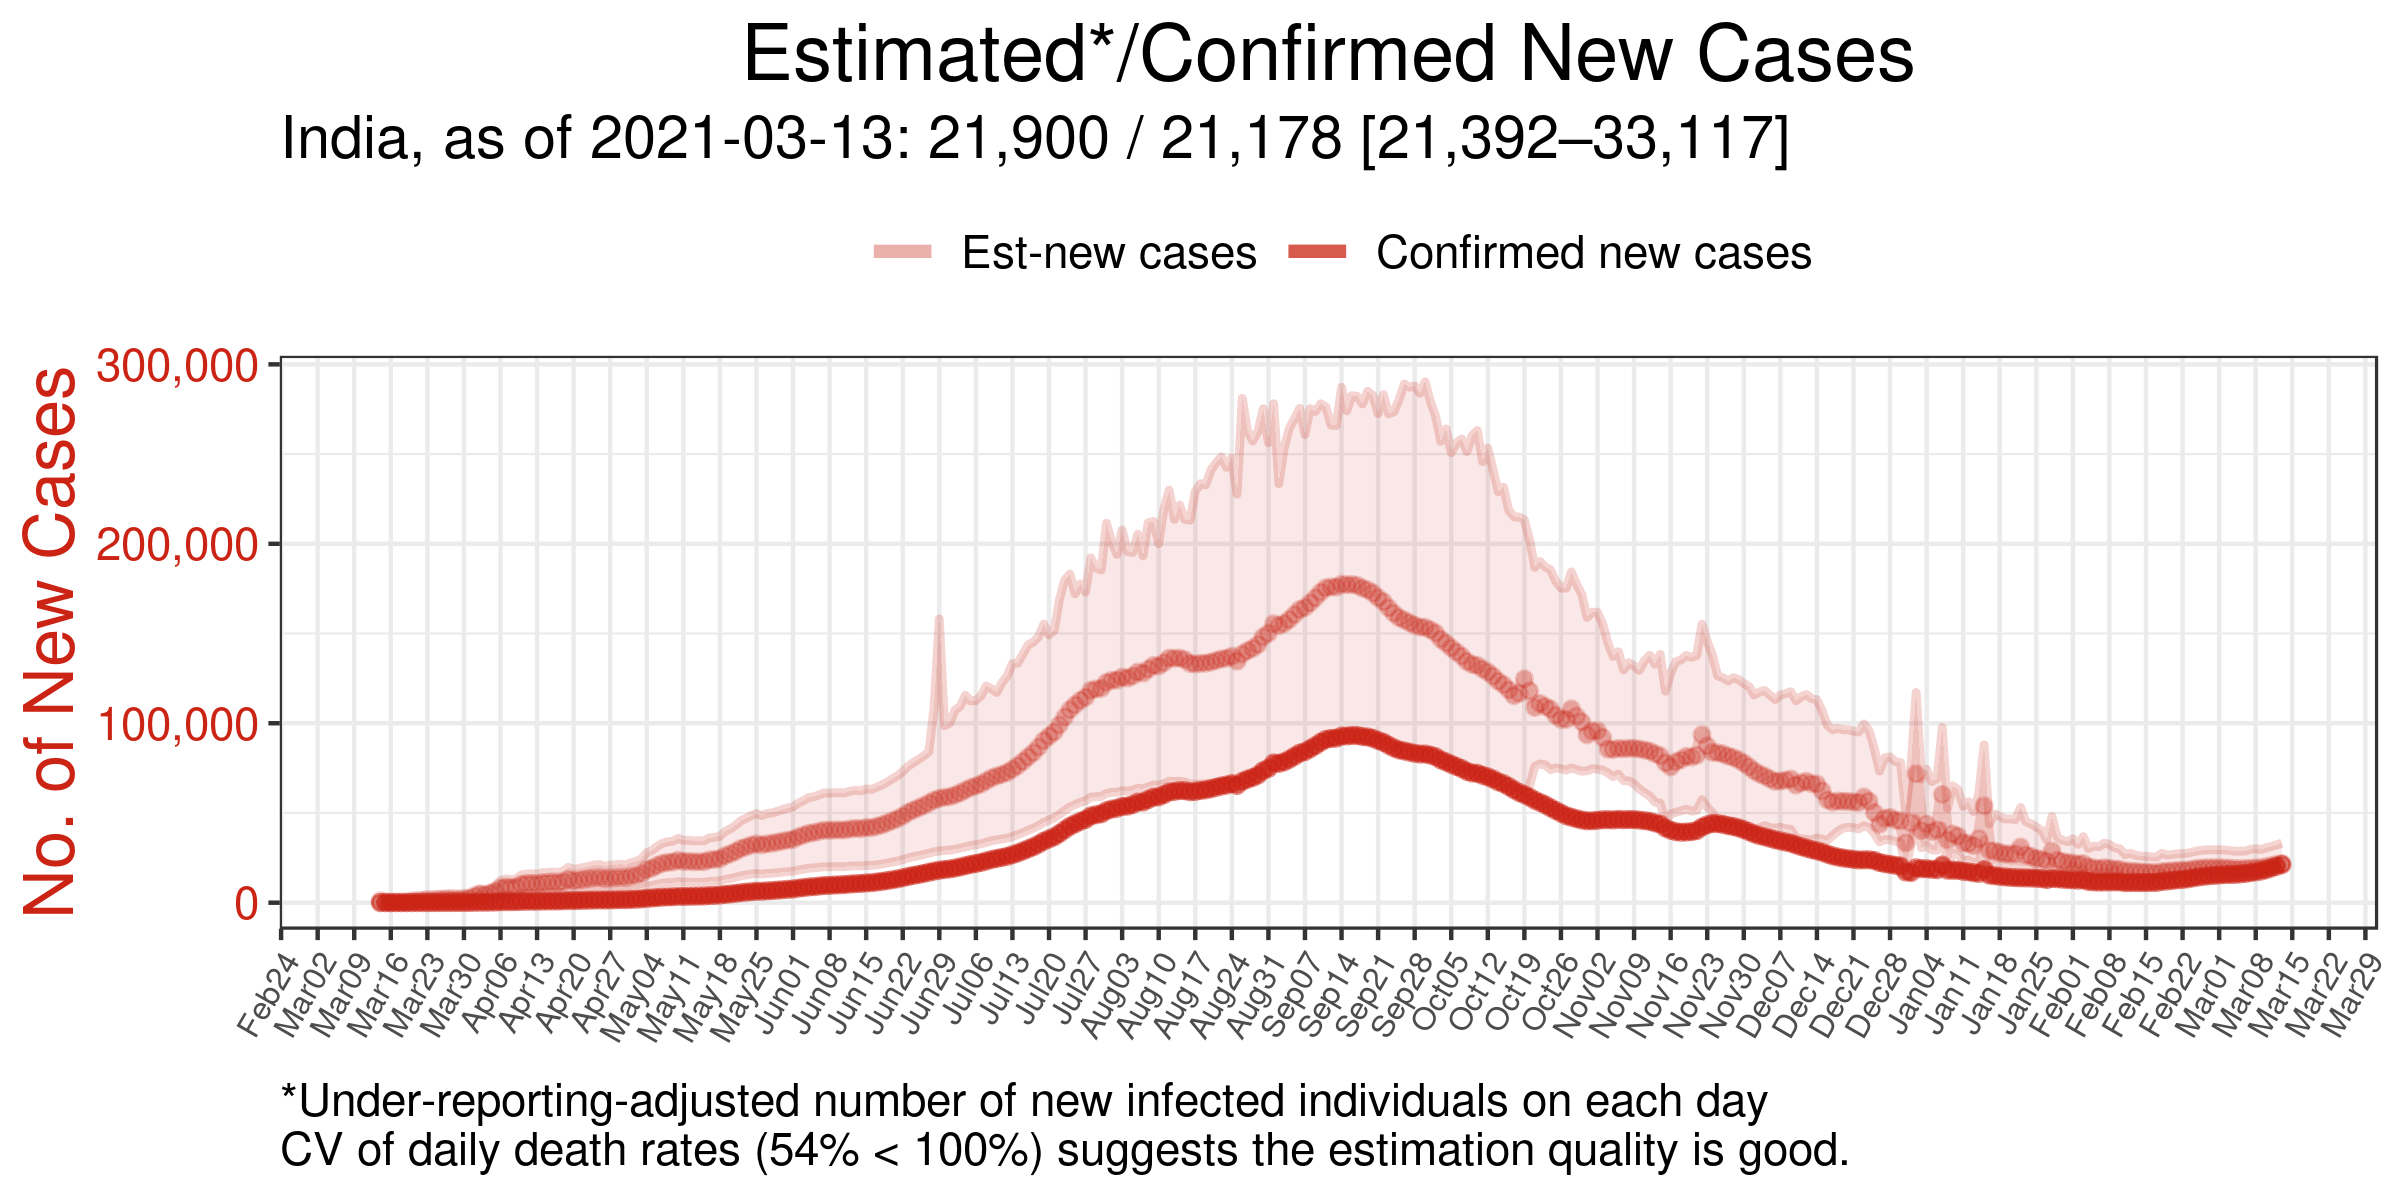 Estimated*/Confirmed New Cases
India, as of 2021-03-13: 21,900 / 21,178 [21,392–33,117]
Est-new cases Confirmed new cases
No. of New Cases
300,000
200,000
100,000
0
Feb24 Mar02 Mar09 Mar16 Mar23 Mar30 Apr06 Apr13 Apr20 Apr27 May04 May11 May18 May25 Jun01 Jun08 Jun15 Jun22 Jun29 Jul06 Jul13 Jul20 Jul27 Aug03 Aug10 Aug17 Aug24 Aug31 Sep07 Sep14 Sep21 Sep28 Oct05 Oct12 Oct19 Oct26 Nov02 Nov09 Nov16 Nov23 Nov30 Dec07 Dec14 Dec21 Dec28 Jan04 Jan11 Jan18 Jan25 Feb01 Feb08 Feb15 Feb22 Mar01 Mar08 Mar15 Mar22 Mar29
*Under-reporting-adjusted number of new infected individuals on each day
CV of daily death rates (54% < 100%) suggests the estimation quality is good.